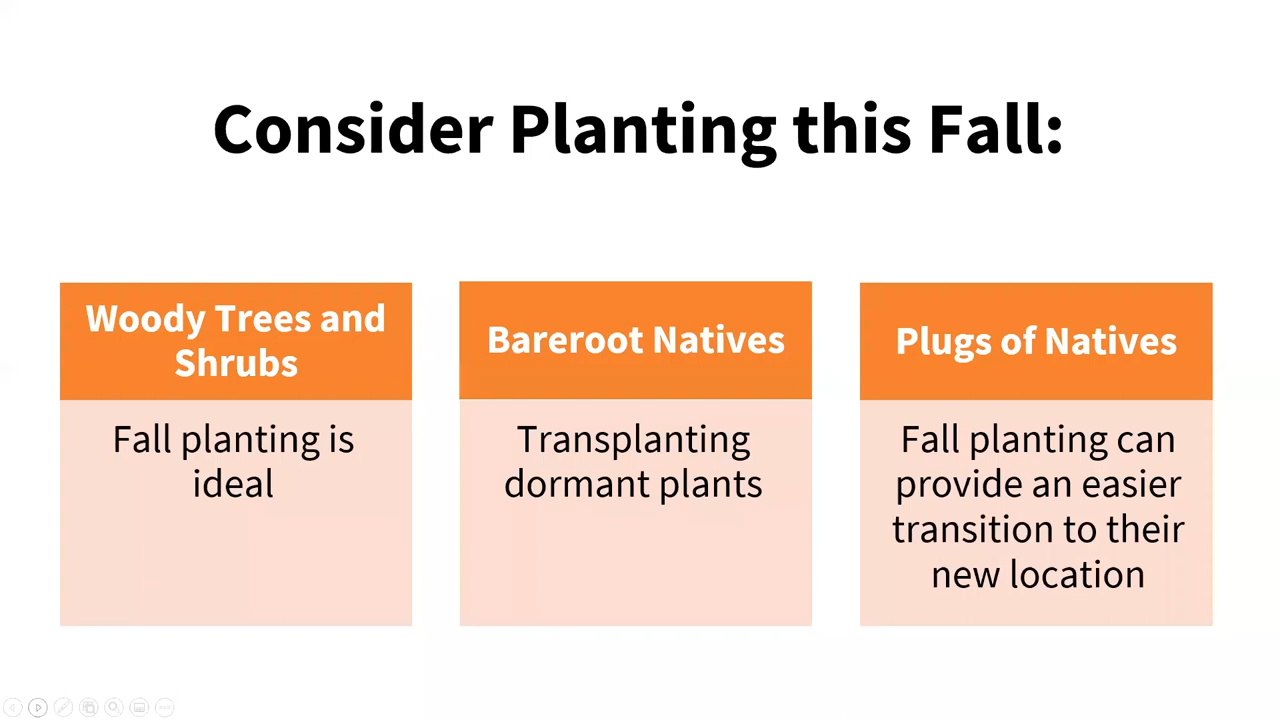 Consider Planting this Fall:
Woody Trees and
Shrubs
Fall planting is
ideal
Bareroot Natives
Transplanting
dormant plants
Plugs of Natives
Fall planting can
provide an easier
transition to their
new location